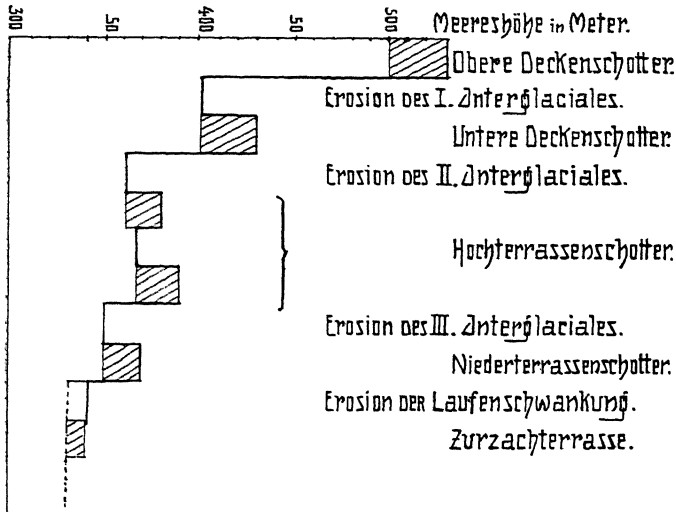 300 50 400 50 500 Meereshöhe in Meter.
Obere Deckenschotter.
Erosion des I. Interglaciales.
Untere Deckenschotter.
Erosion des II. Interglaciales.
Hochterrassenschotter.
Erosion des III. Interglaciales.
Niederterrassenschotter.
Erosion der Laufenschwankung.
Zurzachterrasse.